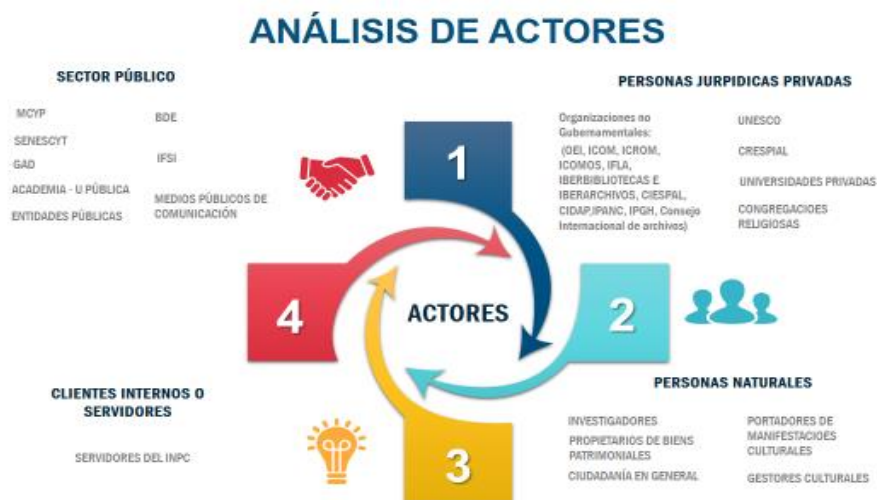 ANÁLISIS DE ACTORES
SECTOR PÚBLICO
MCYP
SENESCYT
GAD
ACADEMIA - U PÚBLICA
ENTIDADES PÚBLICAS
BDE
IFSI
MEDIOS PÚBLICOS DE
COMUNICACIÓN
PERSONAS JURPIDICAS PRIVADAS
Organizaciones no
Gubernamentales:
(OEI, ICOM, ICROM,
ICOMOS, IFLA,
IBERBIBLIOTECAS E
IBERARCHIVOS, CIESPAL,
CIDAP,IPANC, IPGH, Consejo
Internacional de archivos)
UNESCO
CRESPIAL
UNIVERSIDADES PRIVADAS
CONGREGACIOES
RELIGIOSAS
1
2
3
4
ACTORES
CLIENTES INTERNOS O
SERVIDORES
SERVIDORES DEL INPC
PERSONAS NATURALES
INVESTIGADORES
PROPIETARIOS DE BIENS
PATRIMONIALES
CIUDADANÍA EN GENERAL
PORTADORES DE
MANIFESTACIOES
CULTURALES
GESTORES CULTURALES